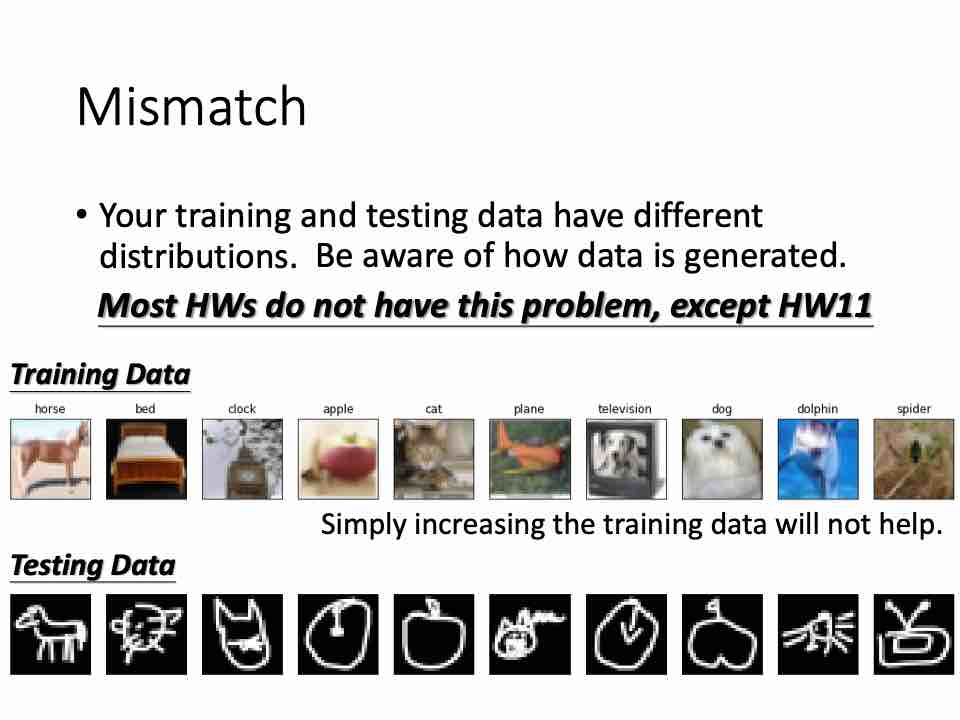 Mismatch
• Your training and testing data have different
distributions. Be aware of how data is generated.
Most HWs do not have this problem, except HW11
Training Data
horse bed clock apple cat plane television dog dolphin spider
Simply increasing the training data will not help.
Testing Data